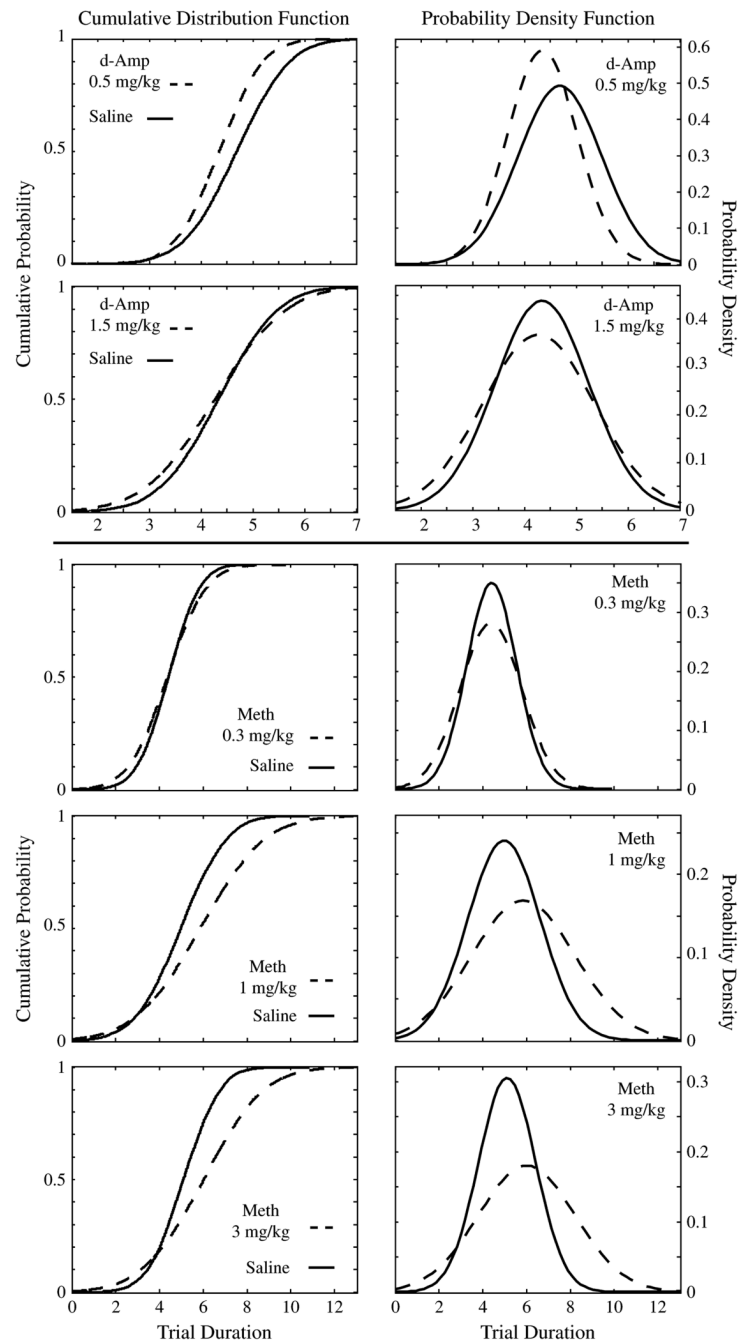 Cumulative Distribution Function
Probability Density Function
1
d-Amp
0.5 mg/kg
Saline
0.5
0
d-Amp
0.5 mg/kg
0.6
0.5
0.4
0.3
0.2
0.1
0
Cumulative Probability
Probability Density
1
d-Amp
1.5 mg/kg
Saline
0.5
0
2 3 4 5 6 7
d-Amp
1.5 mg/kg
0.4
0.3
0.2
0.1
0
2 3 4 5 6 7
1
0.5
Meth
0.3 mg/kg
Saline
0
Meth
0.3 mg/kg
0.3
0.2
0.1
0
Cumulative Probability
Probability Density
1
0.5
Meth
1 mg/kg
Saline
0
Meth
1 mg/kg
0.2
0.1
0
1
0.5
Meth
3 mg/kg
Saline
0
0 2 4 6 8 10 12
Trial Duration
Meth
3 mg/kg
0.3
0.2
0.1
0
0 2 4 6 8 10 12
Trial Duration